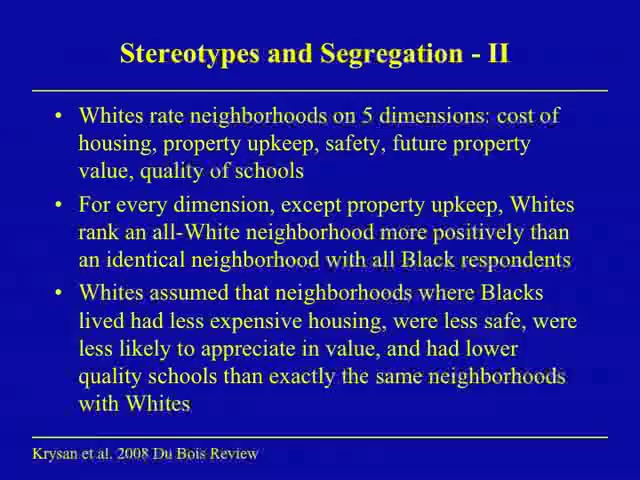 Stereotypes and Segregation - II
• Whites rate neighborhoods on 5 dimensions: cost of
housing, property upkeep, safety, future property
value, quality of schools
• For every dimension, except property upkeep, Whites
rank an all-White neighborhood more positively than
an identical neighborhood with all Black respondents
• Whites assumed that neighborhoods where Blacks
lived had less expensive housing, were less safe, were
less likely to appreciate in value, and had lower
quality schools than exactly the same neighborhoods
with Whites
Krysan et al. 2008 Du Bois Review